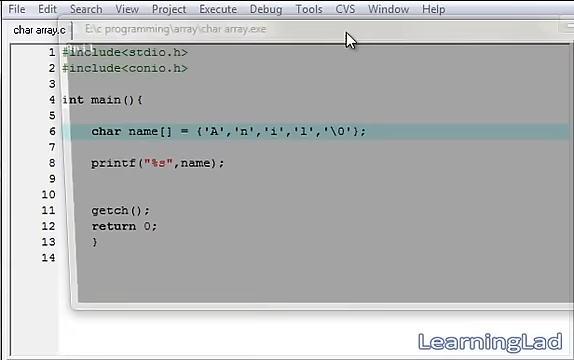 File Edit Search View Project Execute Debug Tools CVS Window Help
char array.c
E:\c programming\array\char array.exe
1 #include<stdio.h>
2 #include<conio.h>
3
4 int main(){
5
6 char name[] = {'A','n','i','l','\0'};
7
8 printf("%s",name);
9
10
11 getch();
12 return 0;
13 }
14
LearningLad